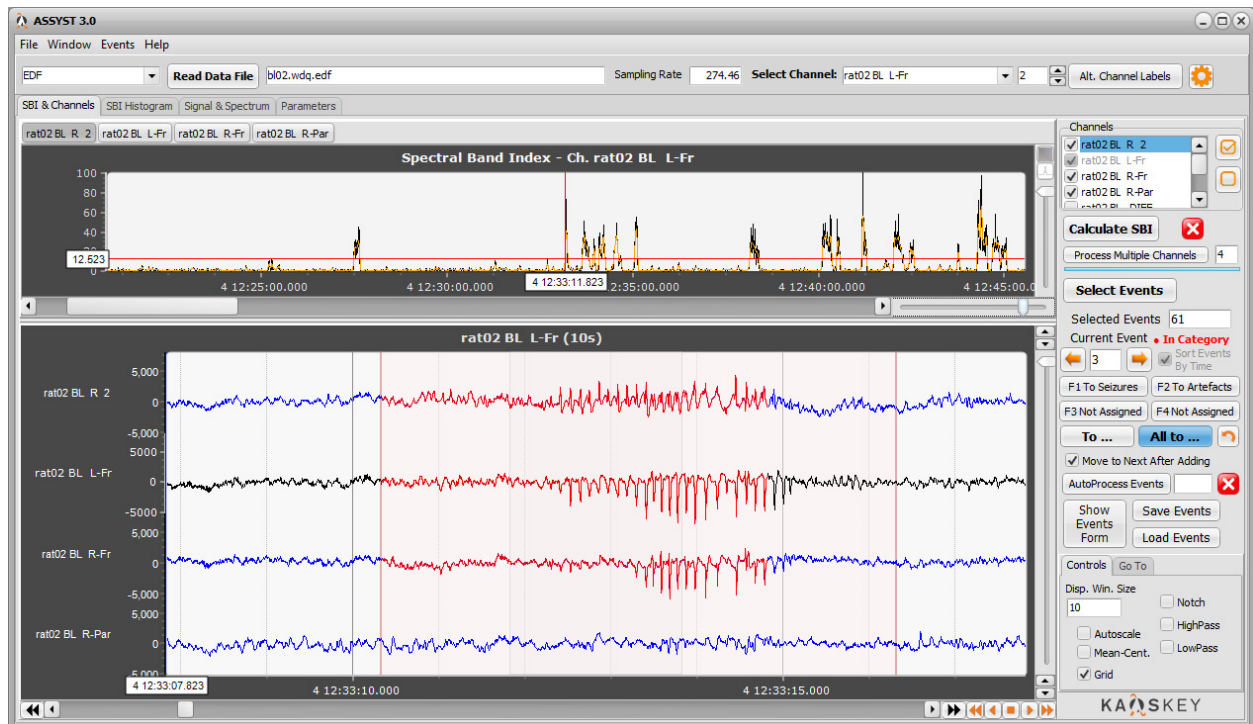 ASSYST 3.0
File Window Events Help
EDF Read Data File bl02.wdq.edf Sampling Rate 274.46 Select Channel: rat02 BL L-Fr 2 Alt. Channel Labels
SBI & Channels SBI Histogram Signal & Spectrum Parameters
rat02 BL R 2 rat02 BL L-Fr rat02 BL R-Fr rat02 BL R-Par
Spectral Band Index - Ch. rat02 BL L-Fr
100
80
60
40
20
12.523
0
4 12:25:00.000 4 12:30:00.000 4 12:33:11.823 2:35:00.000 4 12:40:00.000 4 12:45:00.0
rat02 BL L-Fr (10s)
5,000
rat02 BL R 2
0
-5,000
5000
rat02 BL L-Fr
0
-5000
5,000
rat02 BL R-Fr
0
-5,000
5,000
rat02 BL R-Par
0
-5,000
4 12:33:07.823 4 12:33:10.000 4 12:33:15.000
Channels
rat02 BL R 2
rat02 BL L-Fr
rat02 BL R-Fr
rat02 BL R-Par
rat02 BL DIFF
Calculate SBI
Process Multiple Channels 4
Select Events
Selected Events 61
Current Event • In Category
3 Sort Events
By Time
F1 To Seizures F2 To Artefacts
F3 Not Assigned F4 Not Assigned
To ... All to ...
Move to Next After Adding
AutoProcess Events
Show
Events
Form
Save Events
Load Events
Controls Go To
Disp. Win. Size
10
Notch
HighPass
Autoscale
LowPass
Mean-Cent.
Grid
KAOSKEY